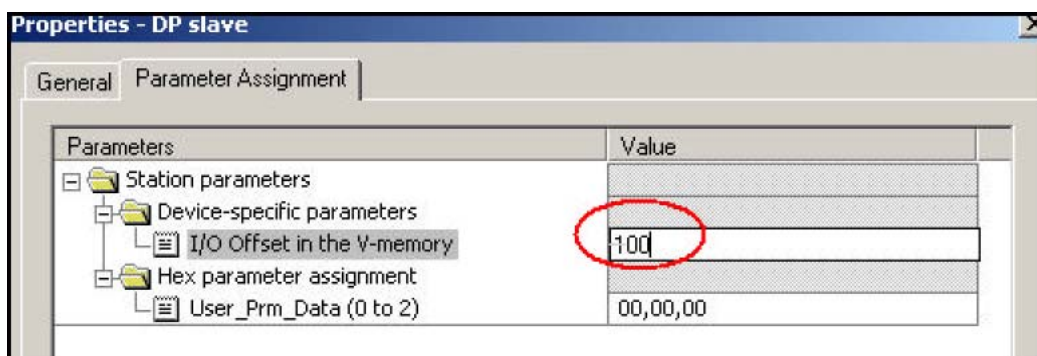 Properties - DP slave
General Parameter Assignment
Parameters Value
Station parameters
Device-specific parameters
I/O Offset in the V-memory 100
Hex parameter assignment
User_Prm_Data (0 to 2) 00,00,00